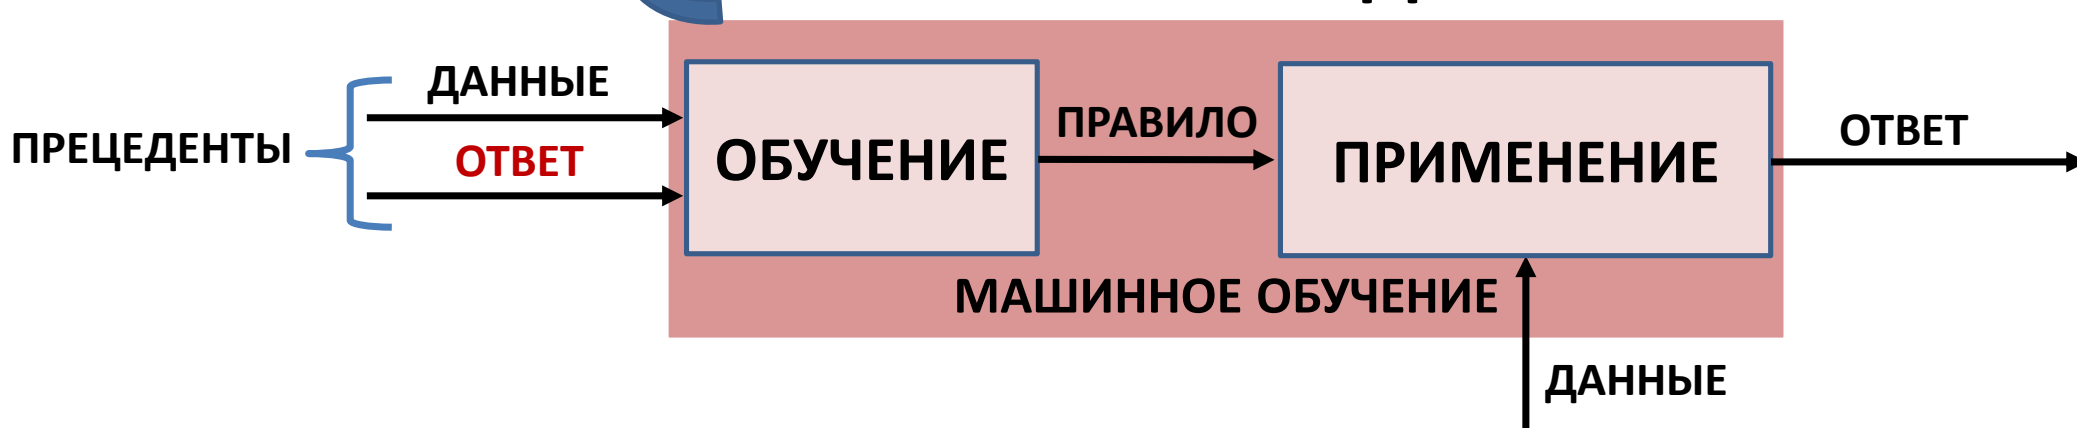 ДАННЫЕ
ПРЕЦЕДЕНТЫ
ОТВЕТ
ОБУЧЕНИЕ
ПРАВИЛО
ПРИМЕНЕНИЕ
ОТВЕТ
МАШИННОЕ ОБУЧЕНИЕ
ДАННЫЕ